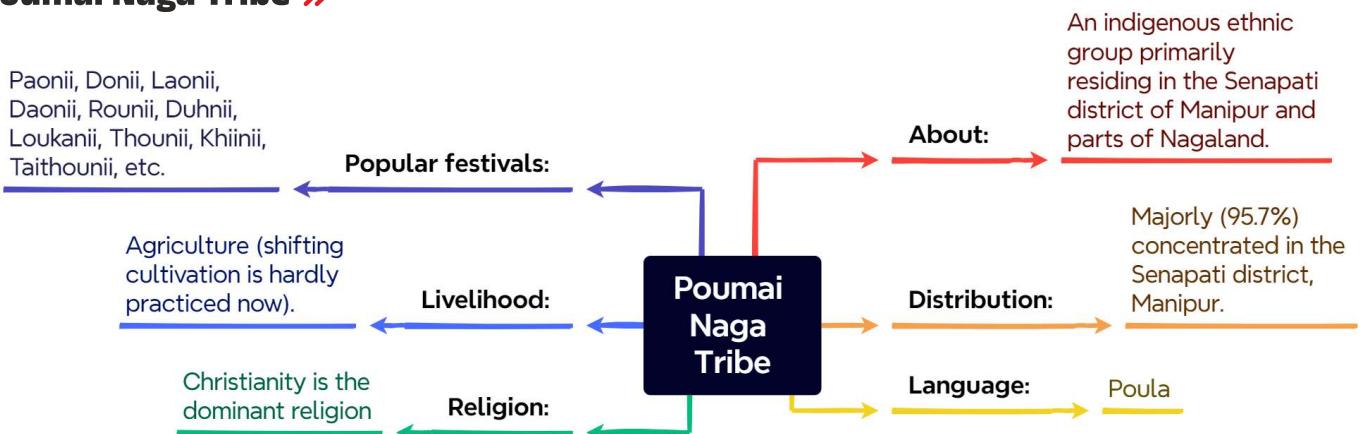 Naga Tribe
An indigenous ethnic
group primarily
residing in the Senapati
district of Manipur and
parts of Nagaland.
About:
Paonii, Donii, Laonii,
Daonii, Rounii, Duhnii,
Loukanii, Thounii, Khiinii,
Taithounii, etc.
Popular festivals:
Majorly (95.7%)
concentrated in the
Senapati district,
Manipur.
Distribution:
Agriculture (shifting
cultivation is hardly
practiced now).
Livelihood:
Poumai
Naga
Tribe
Christianity is the
dominant religion
Religion:
Language:
Poula